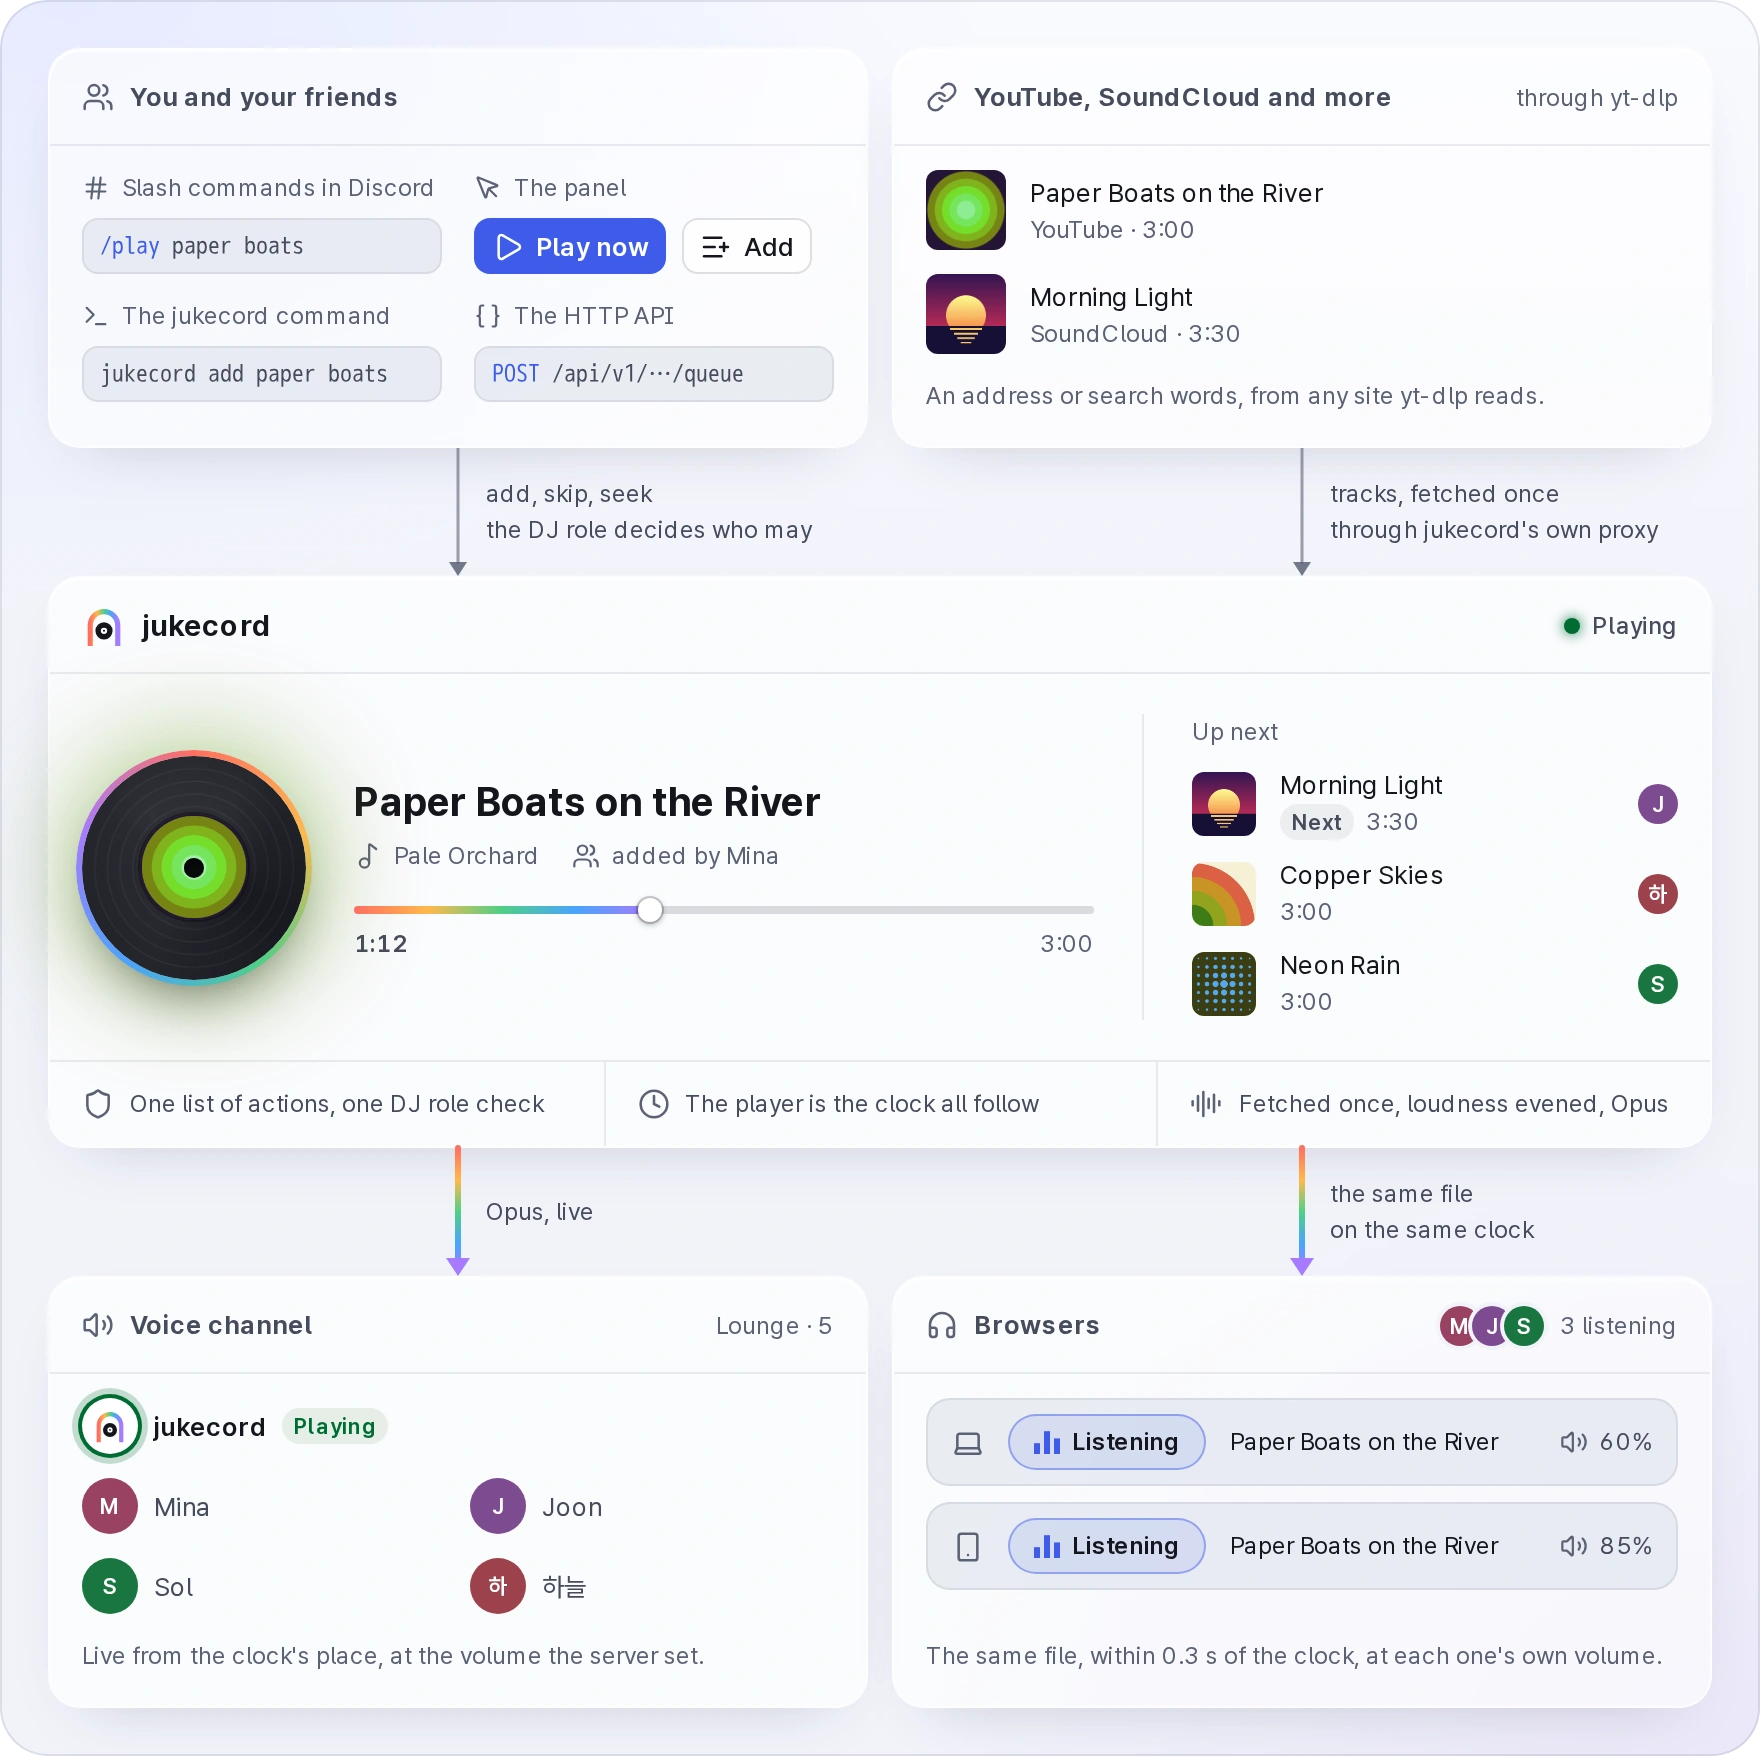 You and your friends
Slash commands in Discord
/play paper boats
The panel
Play now
Add
The jukecord command
jukecord add paper boats
The HTTP API
POST /api/v1/···/queue
YouTube, SoundCloud and more
through yt-dlp
Paper Boats on the River
YouTube · 3:00
Morning Light
SoundCloud · 3:30
An address or search words, from any site yt-dlp reads.
add, skip, seek
the DJ role decides who may
tracks, fetched once
through jukecord's own proxy
jukecord
Playing
Paper Boats on the River
Pale Orchard
added by Mina
1:12
3:00
Up next
Morning Light
Next 3:30
J
Copper Skies
3:00
하
Neon Rain
3:00
S
One list of actions, one DJ role check
The player is the clock all follow
Fetched once, loudness evened, Opus
Opus, live
the same file
on the same clock
Voice channel
Lounge · 5
jukecord
Playing
M
Mina
J
Joon
S
Sol
하
하늘
Live from the clock's place, at the volume the server set.
Browsers
M
J
S
3 listening
Listening
Paper Boats on the River
60%
Listening
Paper Boats on the River
85%
The same file, within 0.3 s of the clock, at each one's own volume.